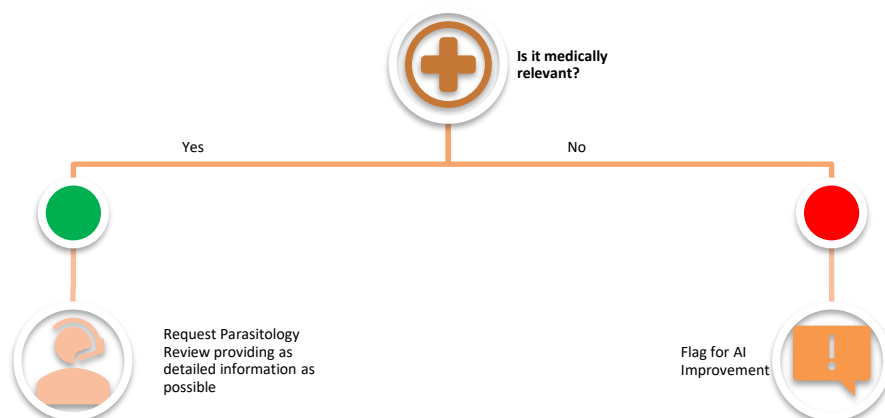 Is it medically
relevant?
Yes
No
Request Parasitology
Review providing as
detailed information as
possible
Flag for AI
Improvement